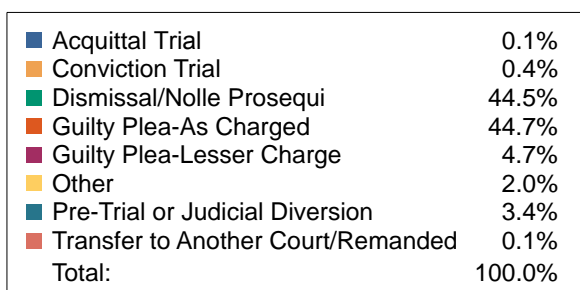 Acquittal Trial 0.1%
Conviction Trial 0.4%
Dismissal/Nolle Prosequi 44.5%
Guilty Plea-As Charged 44.7%
Guilty Plea-Lesser Charge 4.7%
Other 2.0%
Pre-Trial or Judicial Diversion 3.4%
Transfer to Another Court/Remanded 0.1%
Total: 100.0%